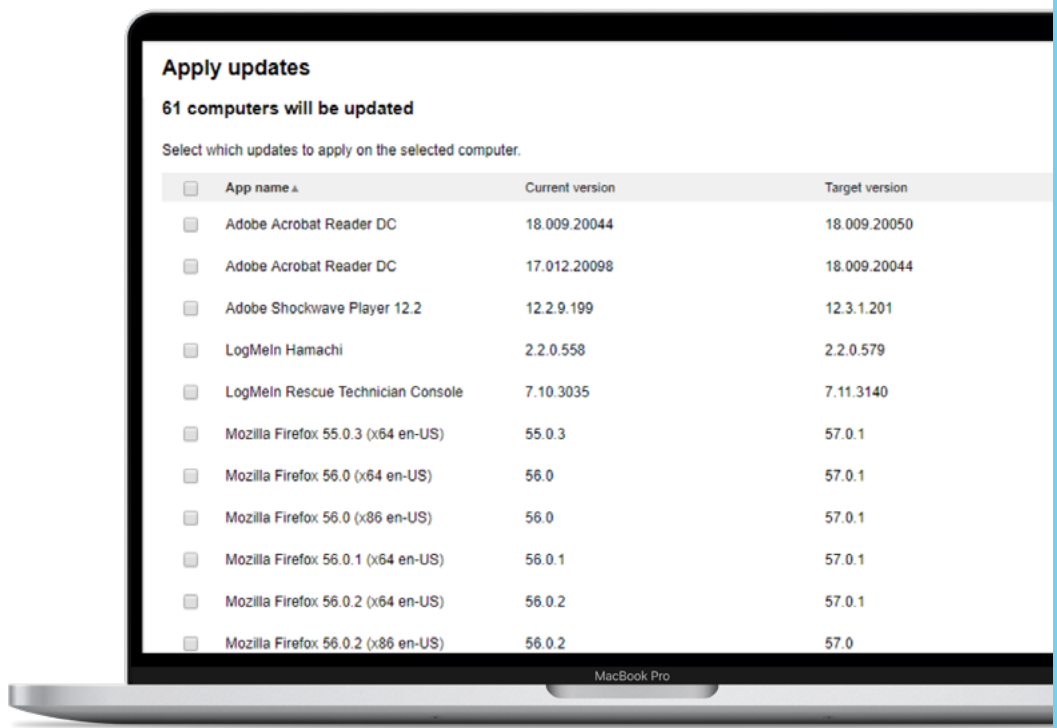 Apply updates
61 computers will be updated
Select which updates to apply on the selected computer.
App name ▲ Current version Target version
Adobe Acrobat Reader DC 18.009.20044 18.009.20050
Adobe Acrobat Reader DC 17.012.20098 18.009.20044
Adobe Shockwave Player 12.2 12.2.9.199 12.3.1.201
LogMeIn Hamachi 2.2.0.558 2.2.0.579
LogMeIn Rescue Technician Console 7.10.3035 7.11.3140
Mozilla Firefox 55.0.3 (x64 en-US) 55.0.3 57.0.1
Mozilla Firefox 56.0 (x64 en-US) 56.0 57.0.1
Mozilla Firefox 56.0 (x86 en-US) 56.0 57.0.1
Mozilla Firefox 56.0.1 (x64 en-US) 56.0.1 57.0.1
Mozilla Firefox 56.0.2 (x64 en-US) 56.0.2 57.0.1
Mozilla Firefox 56.0.2 (x86 en-US) 56.0.2 57.0
MacBook Pro